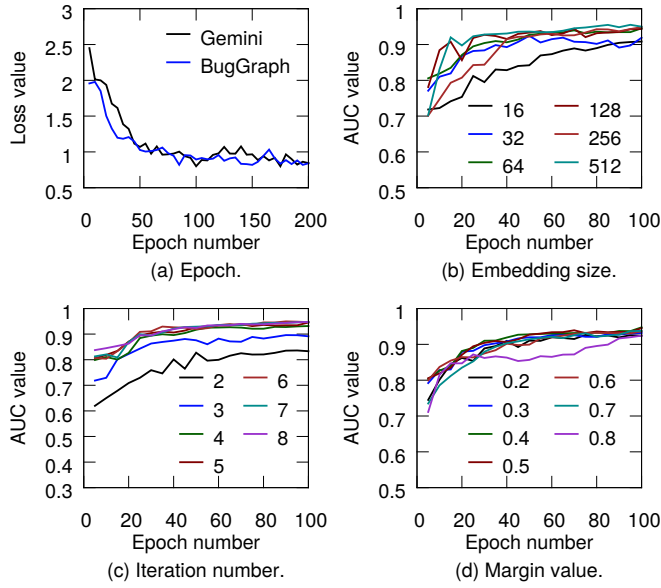 3
2.5
2
1.5
1
0.5
Loss value
Gemini
BugGraph
0 50 100 150 200
Epoch number
(a) Epoch.
1
0.9
0.8
0.7
0.6
0.5
AUC value
16 128
32 256
64 512
0 20 40 60 80 100
Epoch number
(b) Embedding size.
1
0.9
0.8
0.7
0.6
0.5
0.4
0.3
AUC value
2 6
3 7
4 8
5
0 20 40 60 80 100
Epoch number
(c) Iteration number.
1
0.9
0.8
0.7
0.6
0.5
AUC value
0.2 0.6
0.3 0.7
0.4 0.8
0.5
0 20 40 60 80 100
Epoch number
(d) Margin value.